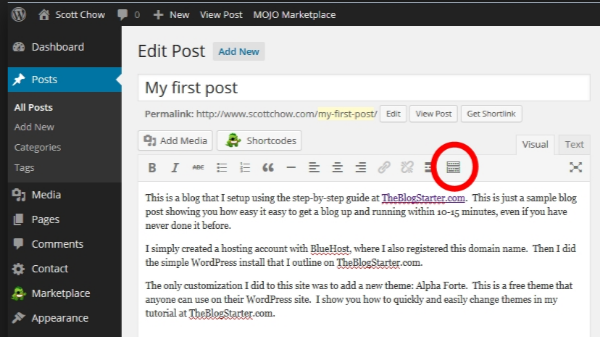 Scott Chow 0 + New View Post MOJO Marketplace
Dashboard
Posts
All Posts
Add New
Categories
Tags
Media
Pages
Comments
Contact
Marketplace
Appearance
Edit Post Add New
My first post
Permalink: http://www.scottchow.com/my-first-post/ Edit View Post Get Shortlink
Add Media Shortcodes Visual Text
B I ABC
This is a blog that I setup using the step-by-step guide at TheBlogStarter.com. This is just a sample blog
post showing you how easy it easy to get a blog up and running within 10-15 minutes, even if you have
never done it before.
I simply created a hosting account with BlueHost, where I also registered this domain name. Then I did
the simple WordPress install that I outline on TheBlogStarter.com.
The only customization I did to this site was to add a new theme: Alpha Forte. This is a free theme that
anyone can use on their WordPress site. I show you how to quickly and easily change themes in my
tutorial at TheBlogStarter.com.